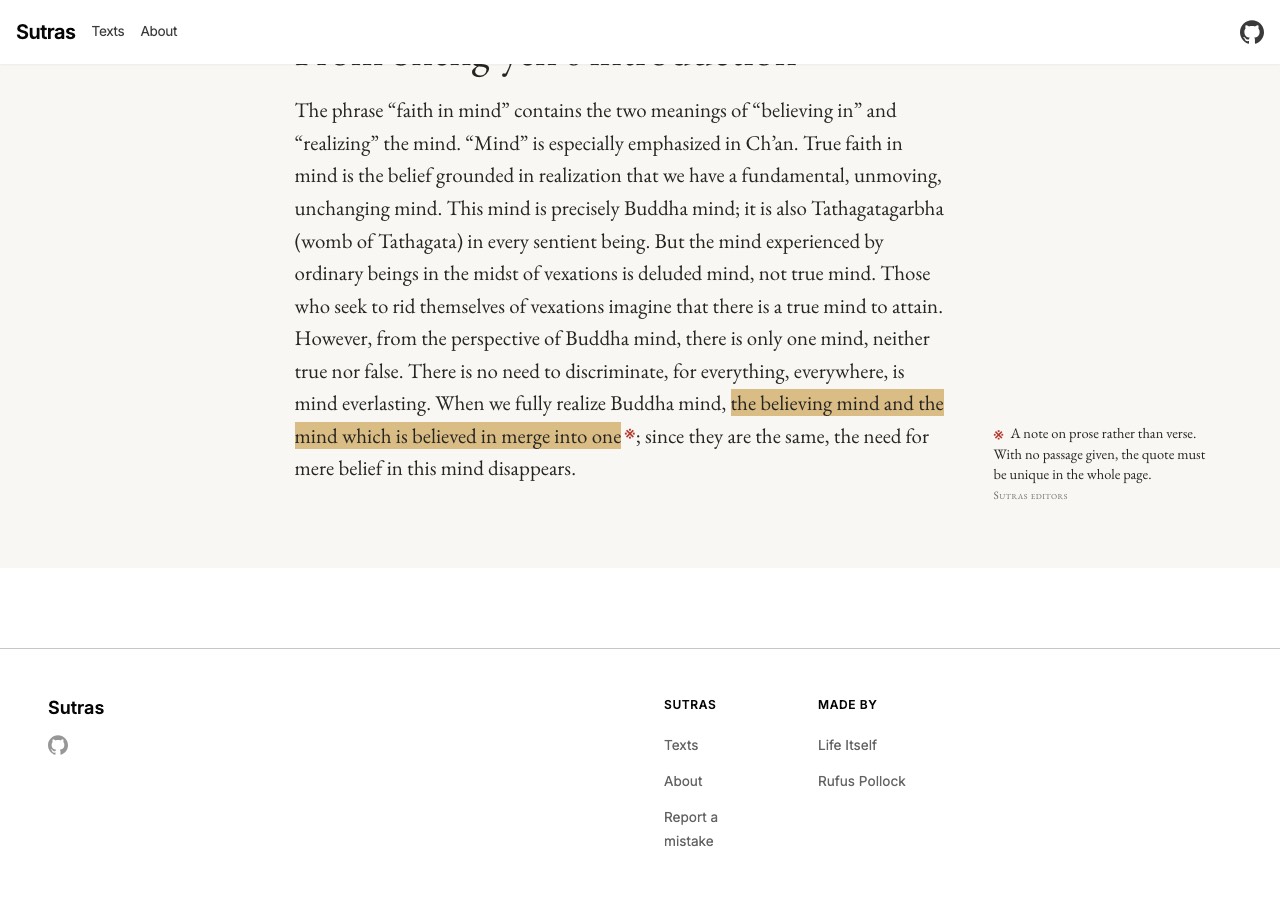 Sutras Texts About
From Sheng-yen's introduction
The phrase “faith in mind” contains the two meanings of “believing in” and
“realizing” the mind. “Mind” is especially emphasized in Ch’an. True faith in
mind is the belief grounded in realization that we have a fundamental, unmoving,
unchanging mind. This mind is precisely Buddha mind; it is also Tathagatagarbha
(womb of Tathagata) in every sentient being. But the mind experienced by
ordinary beings in the midst of vexations is deluded mind, not true mind. Those
who seek to rid themselves of vexations imagine that there is a true mind to attain.
However, from the perspective of Buddha mind, there is only one mind, neither
true nor false. There is no need to discriminate, for everything, everywhere, is
mind everlasting. When we fully realize Buddha mind, the believing mind and the
mind which is believed in merge into one※; since they are the same, the need for
mere belief in this mind disappears.
※ A note on prose rather than verse.
With no passage given, the quote must
be unique in the whole page.
Sutras editors
Sutras
SUTRAS
Texts
About
Report a
mistake
MADE BY
Life Itself
Rufus Pollock